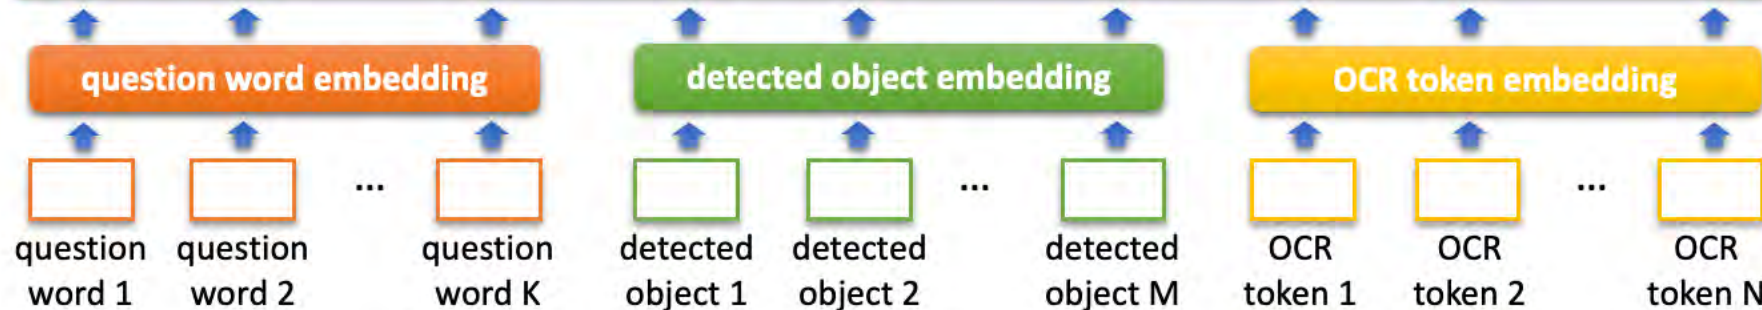 question word embedding
detected object embedding
OCR token embedding
... ... ...
question question question detected detected detected OCR OCR OCR
word 1 word 2 word K object 1 object 2 object M token 1 token 2 token N